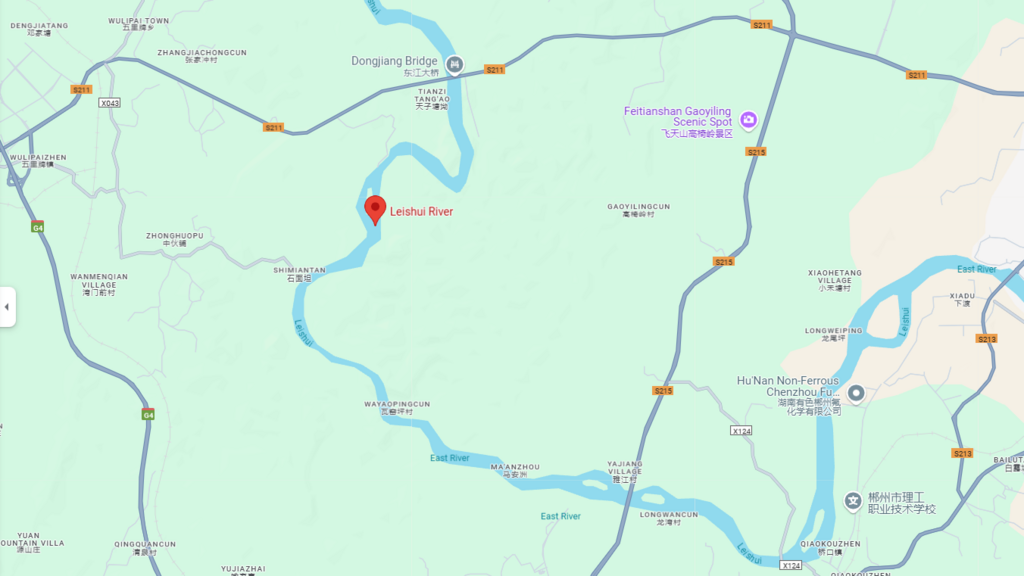 Leishui
WULIPAI TOWN
五里牌乡
DENGJIATANG
邓家塘
S211
ZHANGJIACHONGCUN
张家冲村
Dongjiang Bridge
东江大桥
S211
S211
S211
X043
TIANZI
TANG'AO
天子塘坳
Feitianshan Gaoyiling
Scenic Spot
飞天山高椅岭景区
S211
S215
WULIPAIZHEN
五里牌镇
Leishui River
GAOYILINGCUN
高椅岭村
G4
ZHONGHUOPU
中伙铺
S215
SHIMIANTAN
石面坦
WANMENQIAN
VILLAGE
湾门前村
XIAOHETANG
VILLAGE
小禾塘村
East River
XIADU
下渡
Leishui
Leishui
LONGWEIPING
龙尾坪
S213
Hu'Nan Non-Ferrous
Chenzhou Fu...
湖南有色郴州氟
化学有限公司
S215
WAYAOPINGCUN
瓦窑坪村
G4
X124
East River
MA'ANZHOU
马安洲
YAJIANG
VILLAGE
雅江村
S213
BAILUT
郴州市理工
职业技术学校
LONGWANCUN
龙湾村
East River
YUAN
OUNTAIN VILLA
源山庄
QINGQUANCUN
Leishui
QIAOKOUZHEN
桥口镇
X124
YUJIAZHAI
QIAOKOUZHEN